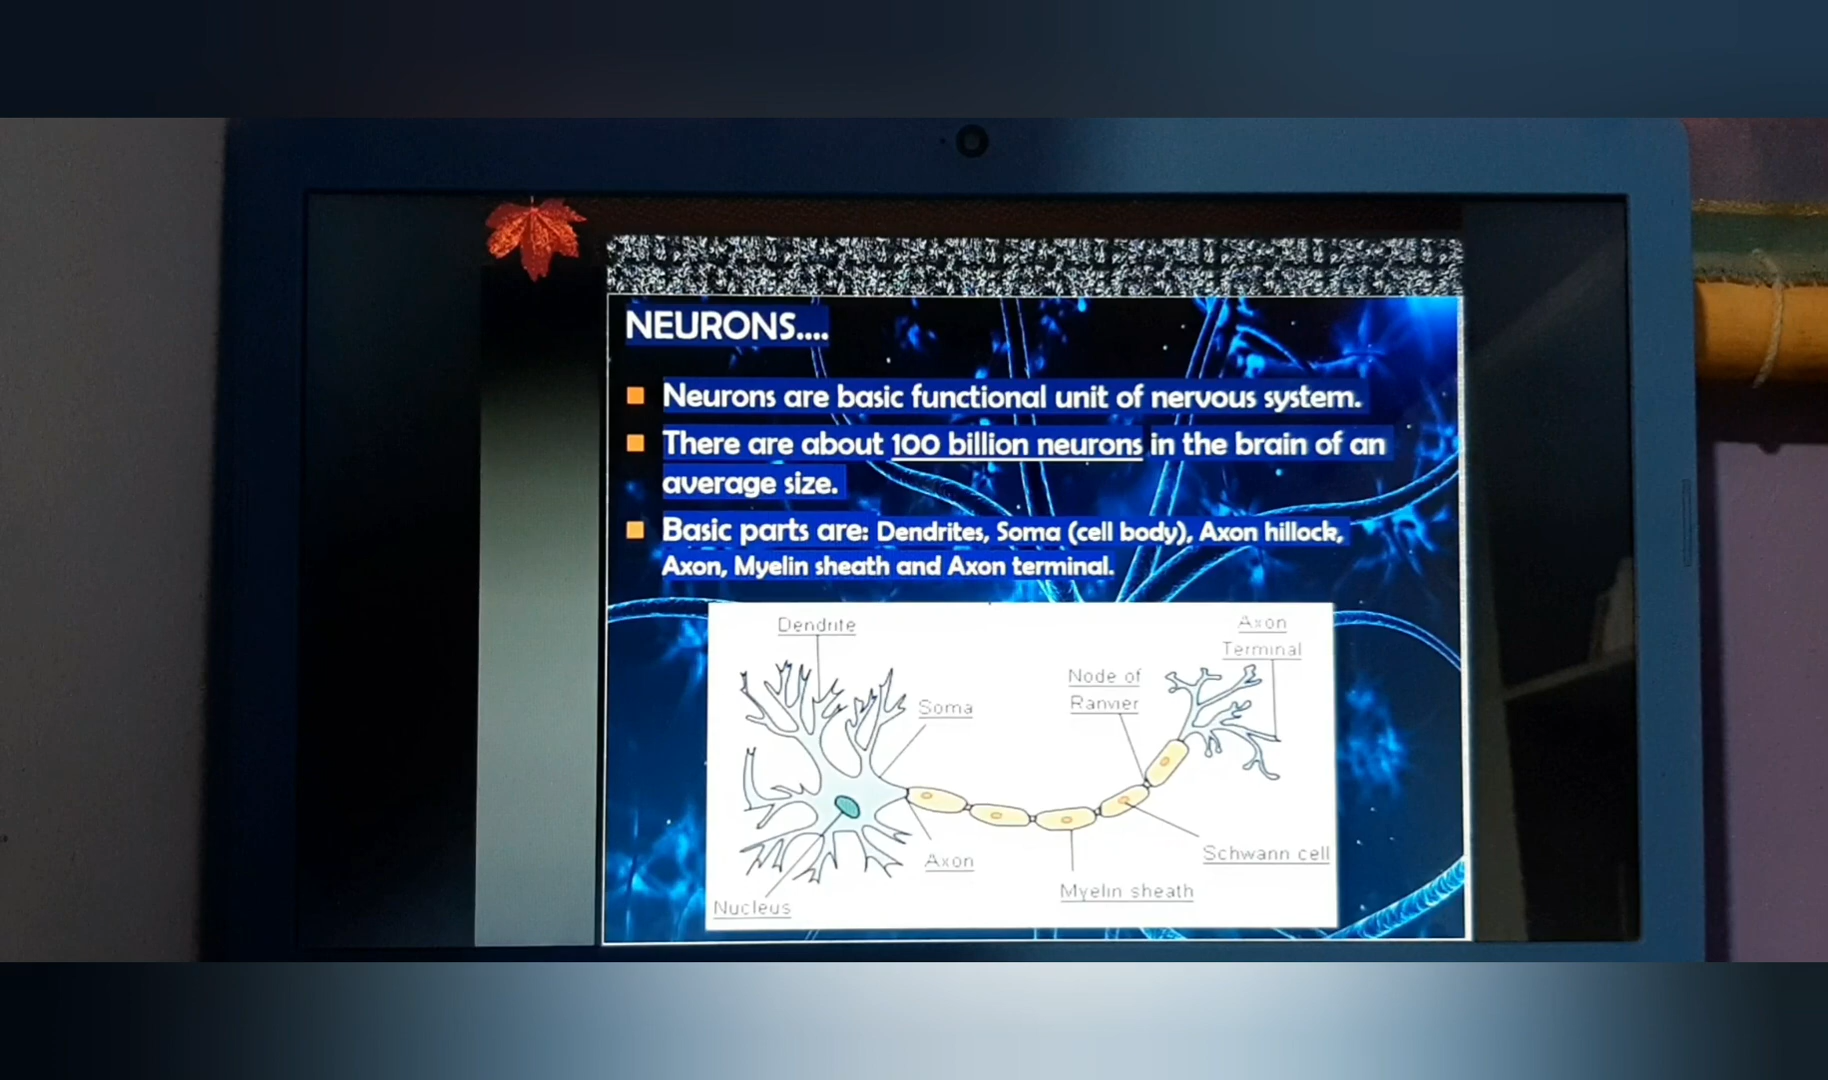 NEURONS....
Neurons are basic functional unit of nervous system.
There are about 100 billion neurons in the brain of an
average size.
Basic parts are: Dendrites, Soma (cell body), Axon hillock,
Axon, Myelin sheath and Axon terminal.
Dendrite
Axon
Terminal
Node of
Ranvier
Soma
Axon
Schwann cell
Myelin sheath
Nucleus